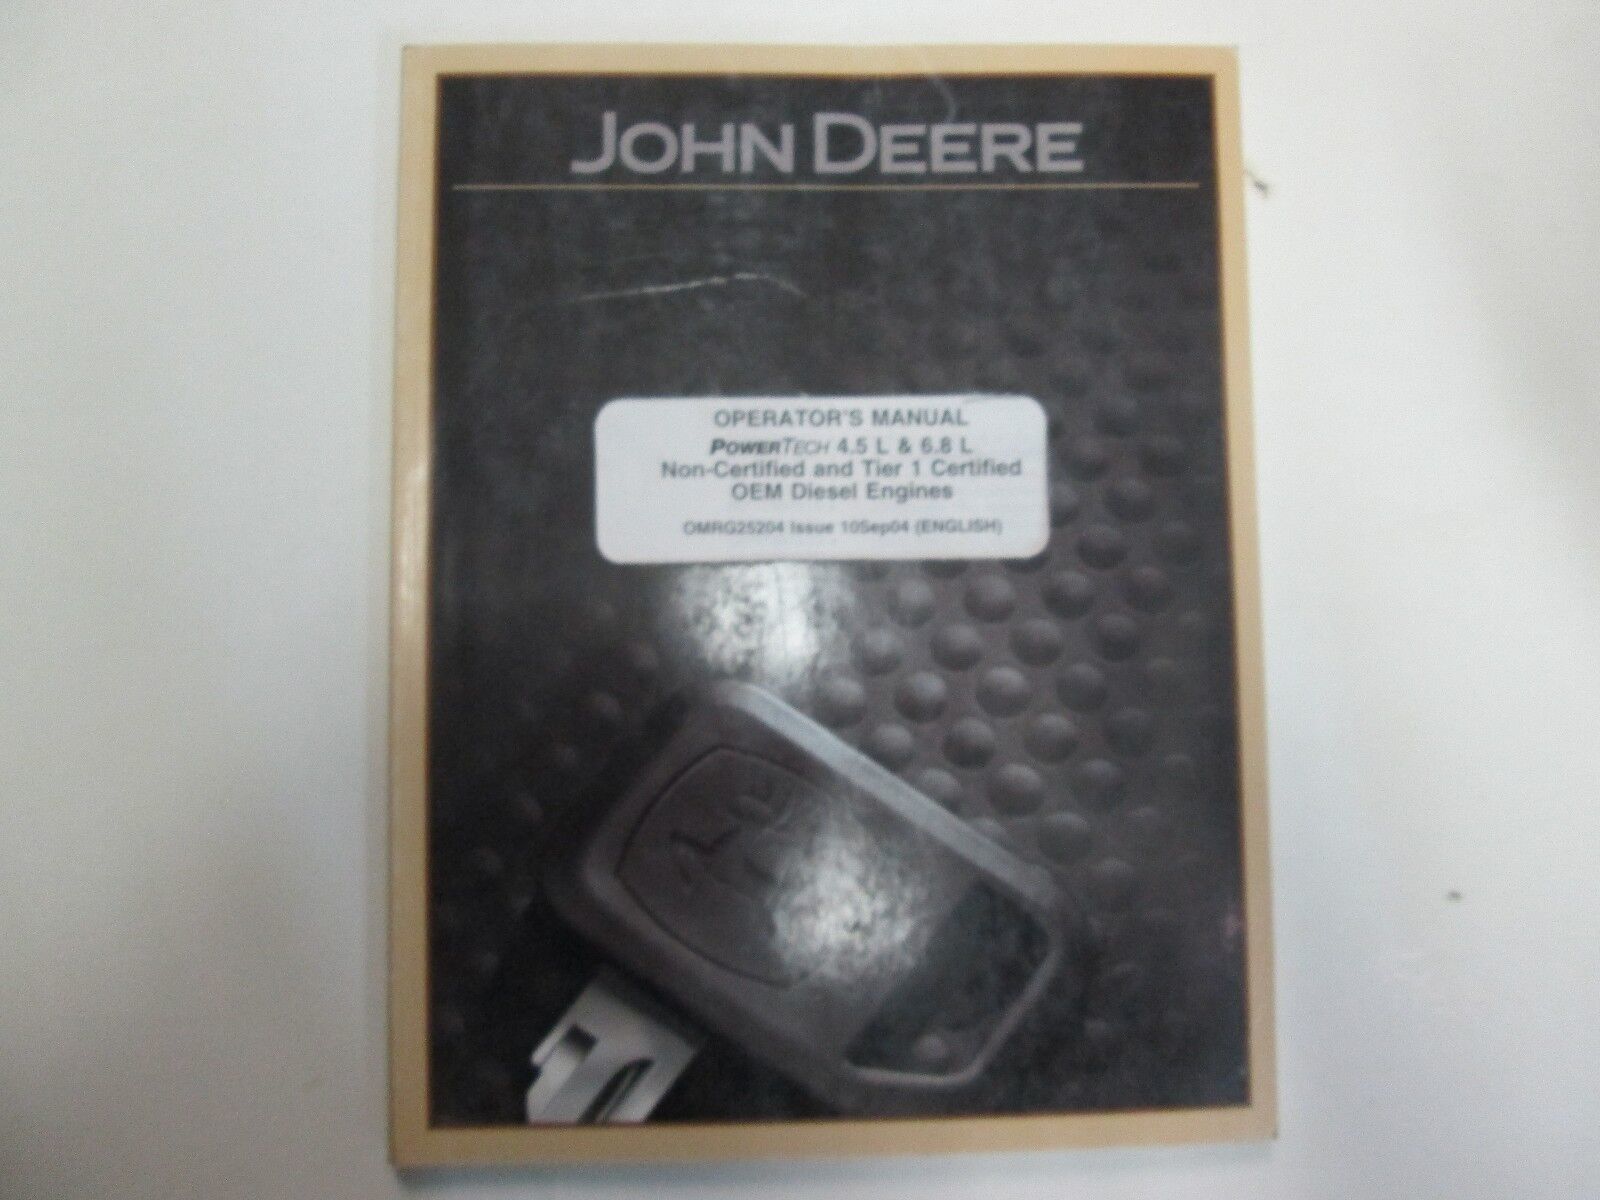 JOHN DEERE
OPERATOR'S MANUAL
POWERTECH 4.5 L & 6.8 L
Non-Certified and Tier 1 Certified
OEM Diesel Engines
OMRG25204 Issue 10Sep04 (ENGLISH)